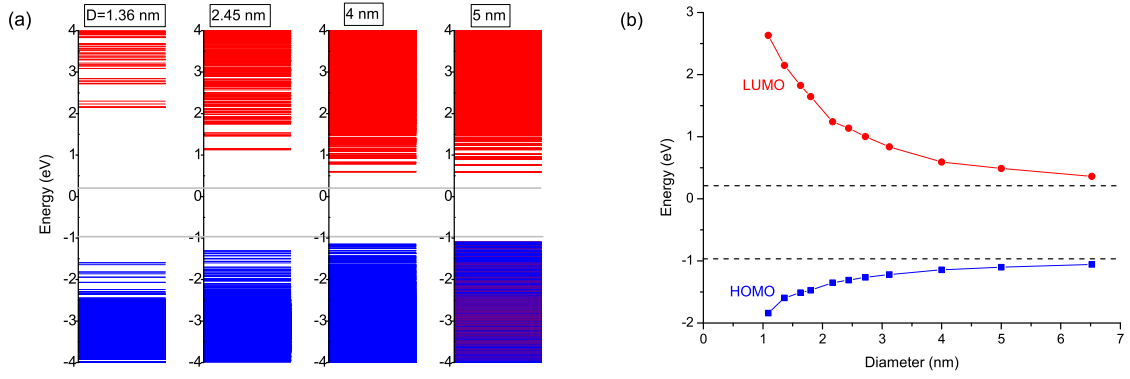 (a)
D=1.36 nm
2.45 nm
4 nm
5 nm
Energy (eV)
4 4 4 4
3 3 3 3
2 2 2 2
1 1 1 1
0 0 0 0
-1 -1 -1 -1
-2 -2 -2 -2
-3 -3 -3 -3
-4 -4 -4 -4
(b)
Energy (eV)
3
2
1
0
-1
-2
LUMO
HOMO
0 1 2 3 4 5 6 7
Diameter (nm)